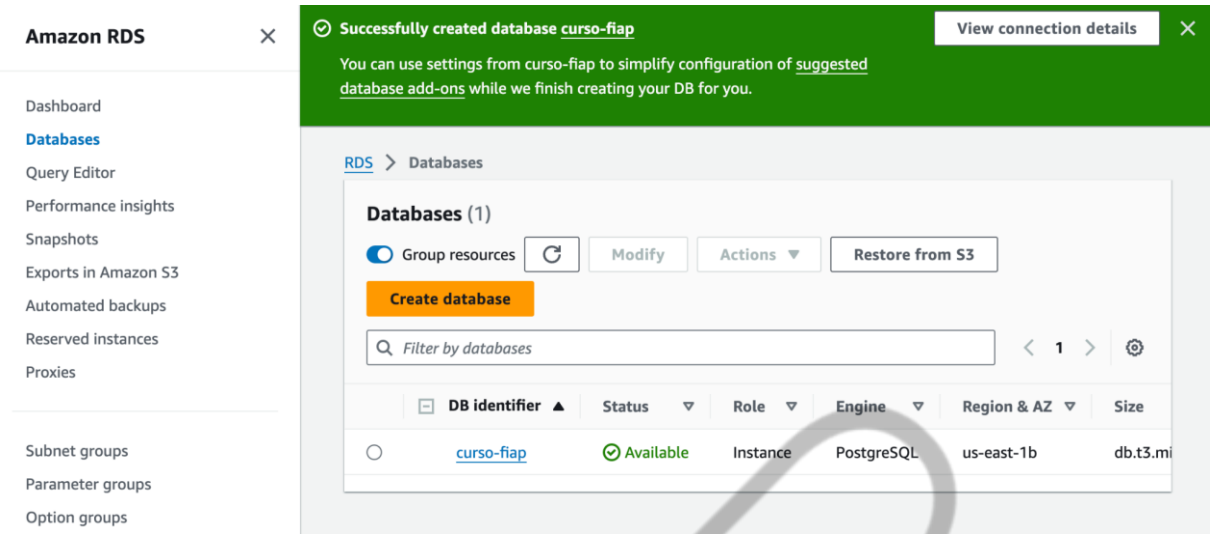 Amazon RDS
Dashboard
Databases
Query Editor
Performance insights
Snapshots
Exports in Amazon S3
Automated backups
Reserved instances
Proxies
Subnet groups
Parameter groups
Option groups
Successfully created database curso-fiap
View connection details
You can use settings from curso-fiap to simplify configuration of suggested
database add-ons while we finish creating your DB for you.
RDS > Databases
Databases (1)
Group resources Modify Actions Restore from S3
Create database
Filter by databases 1
DB identifier Status Role Engine Region & AZ Size
curso-fiap Available Instance PostgreSQL us-east-1b db.t3.mi